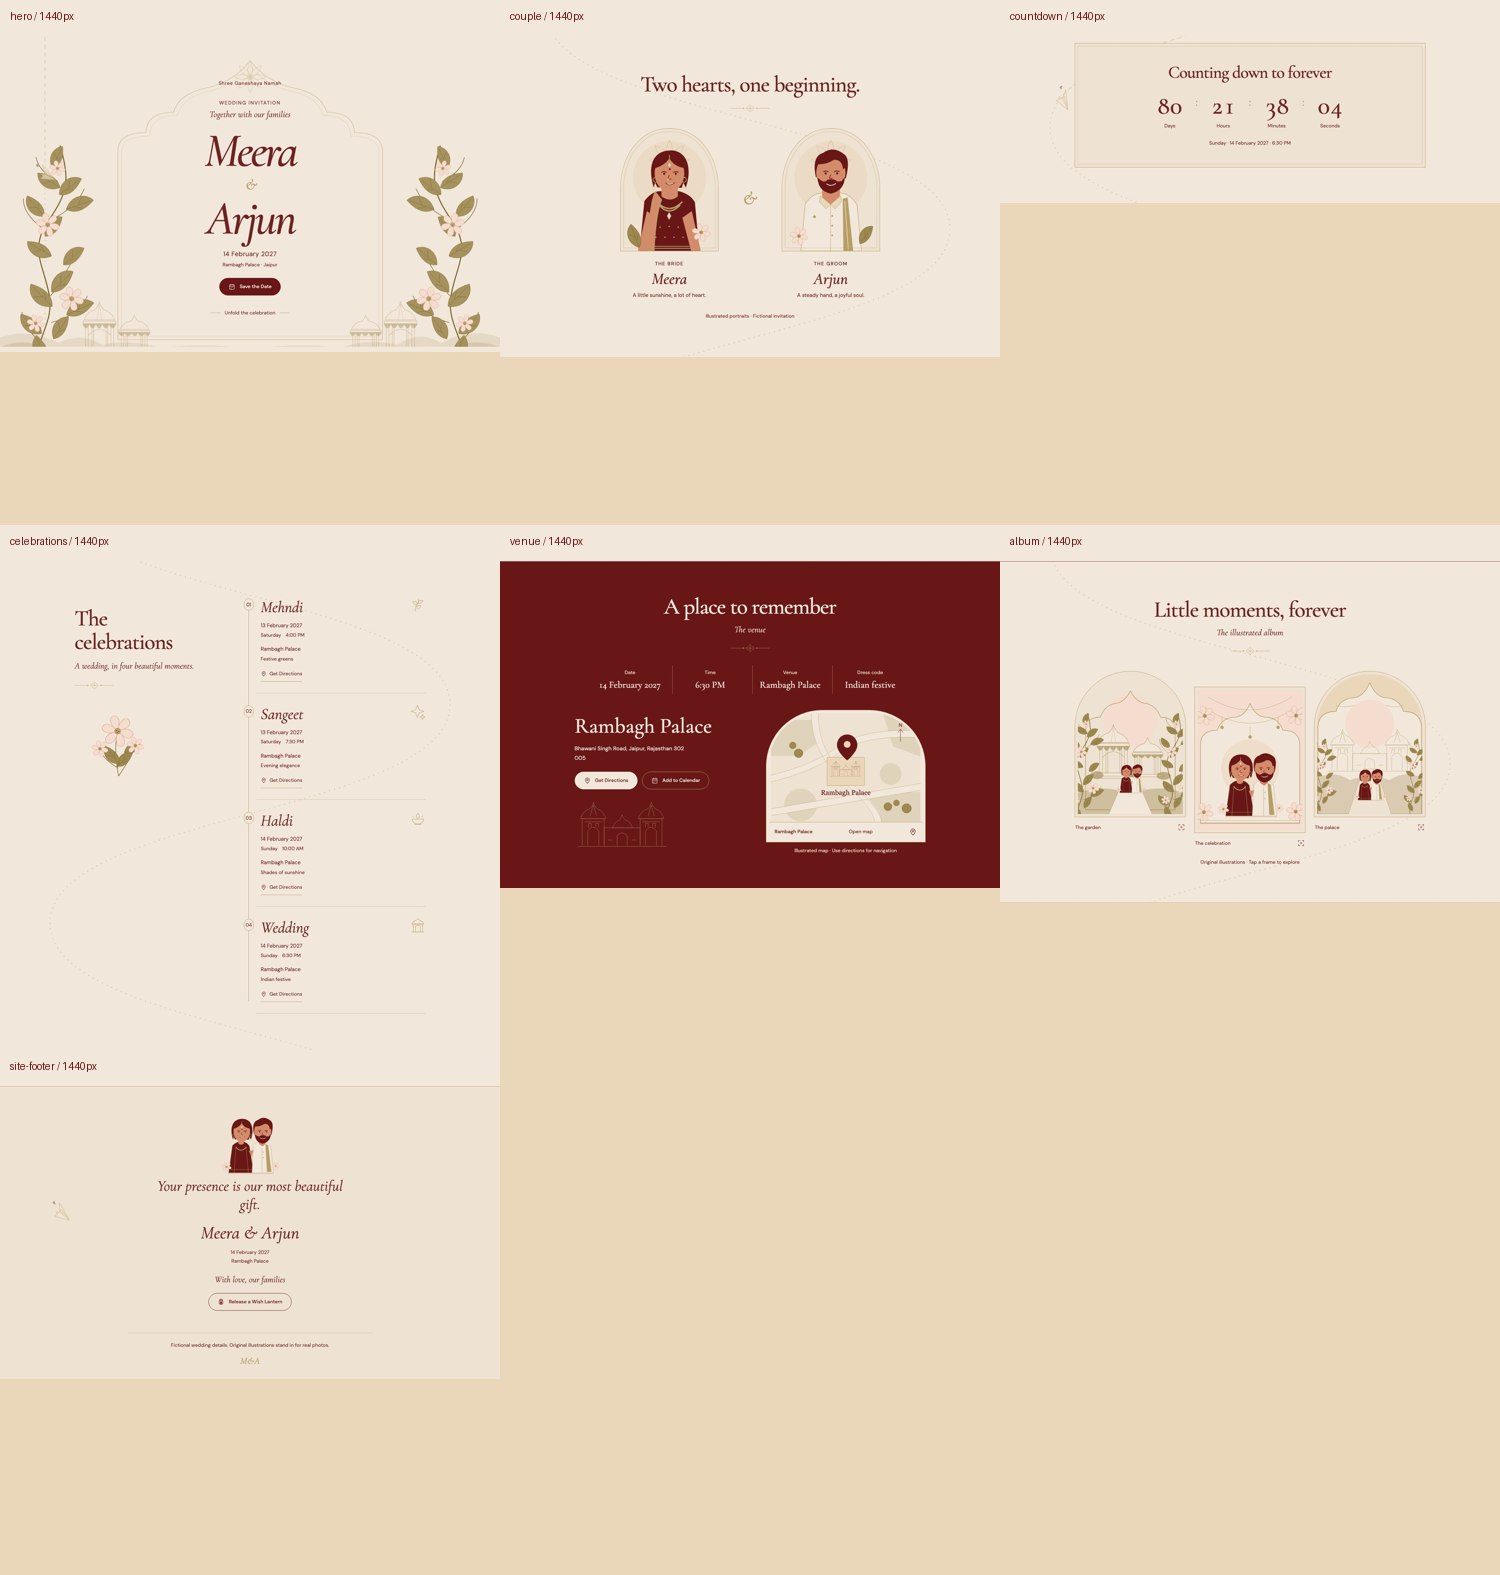 hero / 1440px
Shree Ganeshaya Namah
WEDDING INVITATION
Together with our families
Meera
&
Arjun
14 February 2027
Rambagh Palace · Jaipur
Save the Date
Unfold the celebration
couple / 1440px
Two hearts, one beginning.
&
THE BRIDE
Meera
A little sunshine, a lot of heart.
THE GROOM
Arjun
A steady hand, a joyful soul.
Illustrated portraits · Fictional invitation
countdown / 1440px
Counting down to forever
80 : 21 : 38 : 04
Days Hours Minutes Seconds
Sunday · 14 February 2027 · 6:30 PM
celebrations / 1440px
The
celebrations
A wedding, in four beautiful moments.
01
Mehndi
13 February 2027
Saturday 4:00 PM
Rambagh Palace
Festive greens
Get Directions
02
Sangeet
13 February 2027
Saturday 7:30 PM
Rambagh Palace
Evening elegance
Get Directions
03
Haldi
14 February 2027
Sunday 10:00 AM
Rambagh Palace
Shades of sunshine
Get Directions
04
Wedding
14 February 2027
Sunday 6:30 PM
Rambagh Palace
Indian festive
Get Directions
venue / 1440px
A place to remember
The venue
Date Time Venue Dress code
14 February 2027 6:30 PM Rambagh Palace Indian festive
Rambagh Palace
Bhawani Singh Road, Jaipur, Rajasthan 302
005
Get Directions
Add to Calendar
N
Rambagh Palace
Rambagh Palace Open map
Illustrated map · Use directions for navigation
album / 1440px
Little moments, forever
The illustrated album
The garden
The celebration
The palace
Original illustrations · Tap a frame to explore
site-footer / 1440px
Your presence is our most beautiful
gift.
Meera & Arjun
14 February 2027
Rambagh Palace
With love, our families
Release a Wish Lantern
Fictional wedding details. Original illustrations stand in for real photos.
M&A